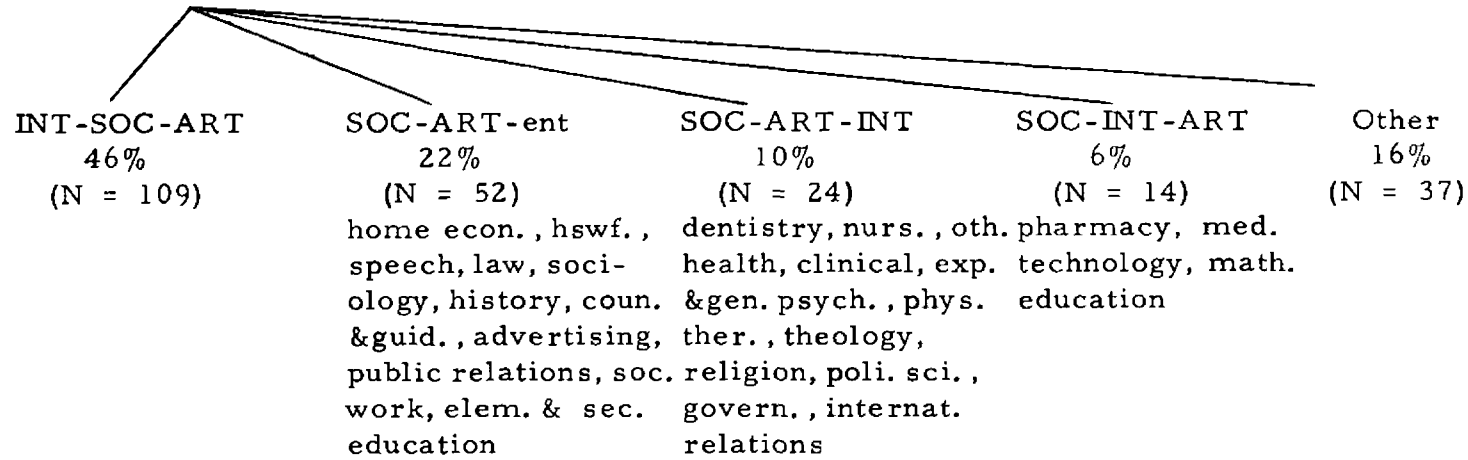 INT-SOC-ART SOC-ART-ent SOC-ART-INT SOC-INT-ART Other
46% 22% 10% 6% 16%
(N = 109) (N = 52) (N = 24) (N = 14) (N = 37)
home econ., hswf., dentistry, nurs., oth. pharmacy, med.
speech, law, soci- health, clinical, exp. technology, math.
ology, history, coun. &gen. psych., phys. education
&guid., advertising, ther., theology,
public relations, soc. religion, poli. sci.,
work, elem. & sec. govern., internat.
education relations